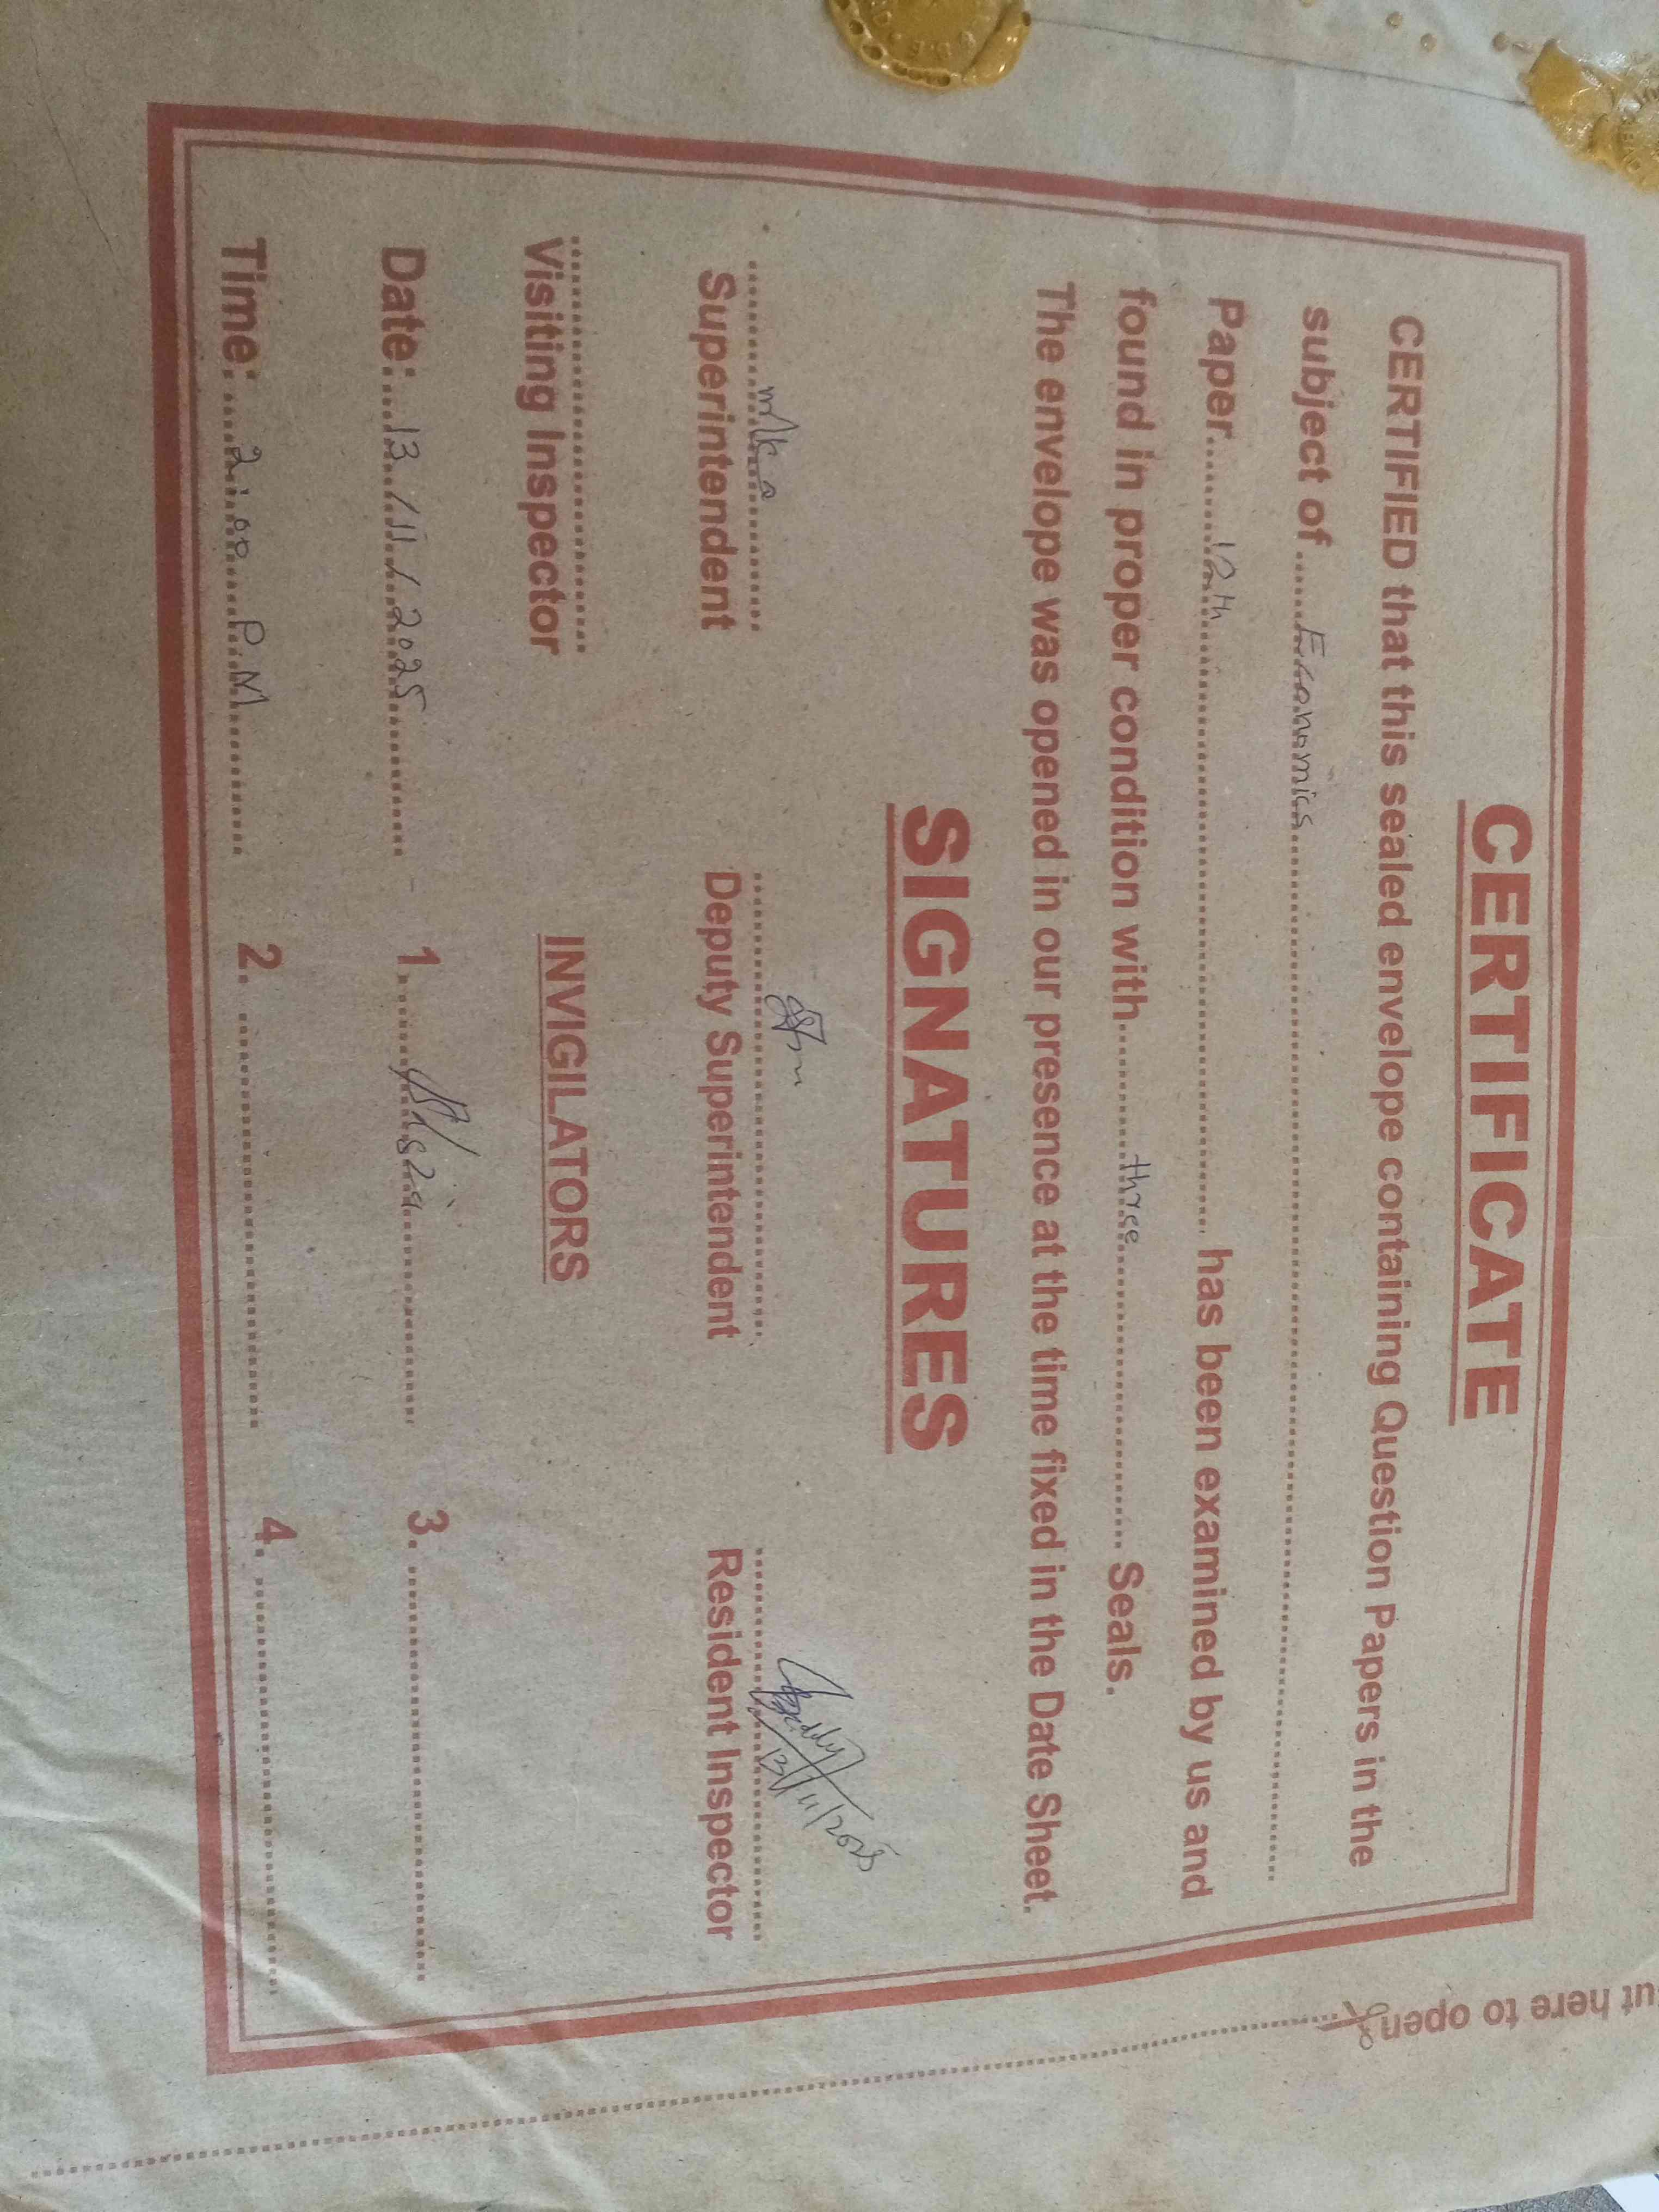 CERTIFICATE
CERTIFIED that this sealed envelope containing Question Papers in the
subject of Economics
Paper 12th has been examined by us and
found in proper condition with three Seals.
The envelope was opened in our presence at the time fixed in the Date Sheet.
SIGNATURES
Superintendent Deputy Superintendent Resident Inspector
13/11/2025
Visiting Inspector INVIGILATORS
Date: 13/11/2025 1. 3.
Time: 2:00 P.M 2. 4.
ut here to open